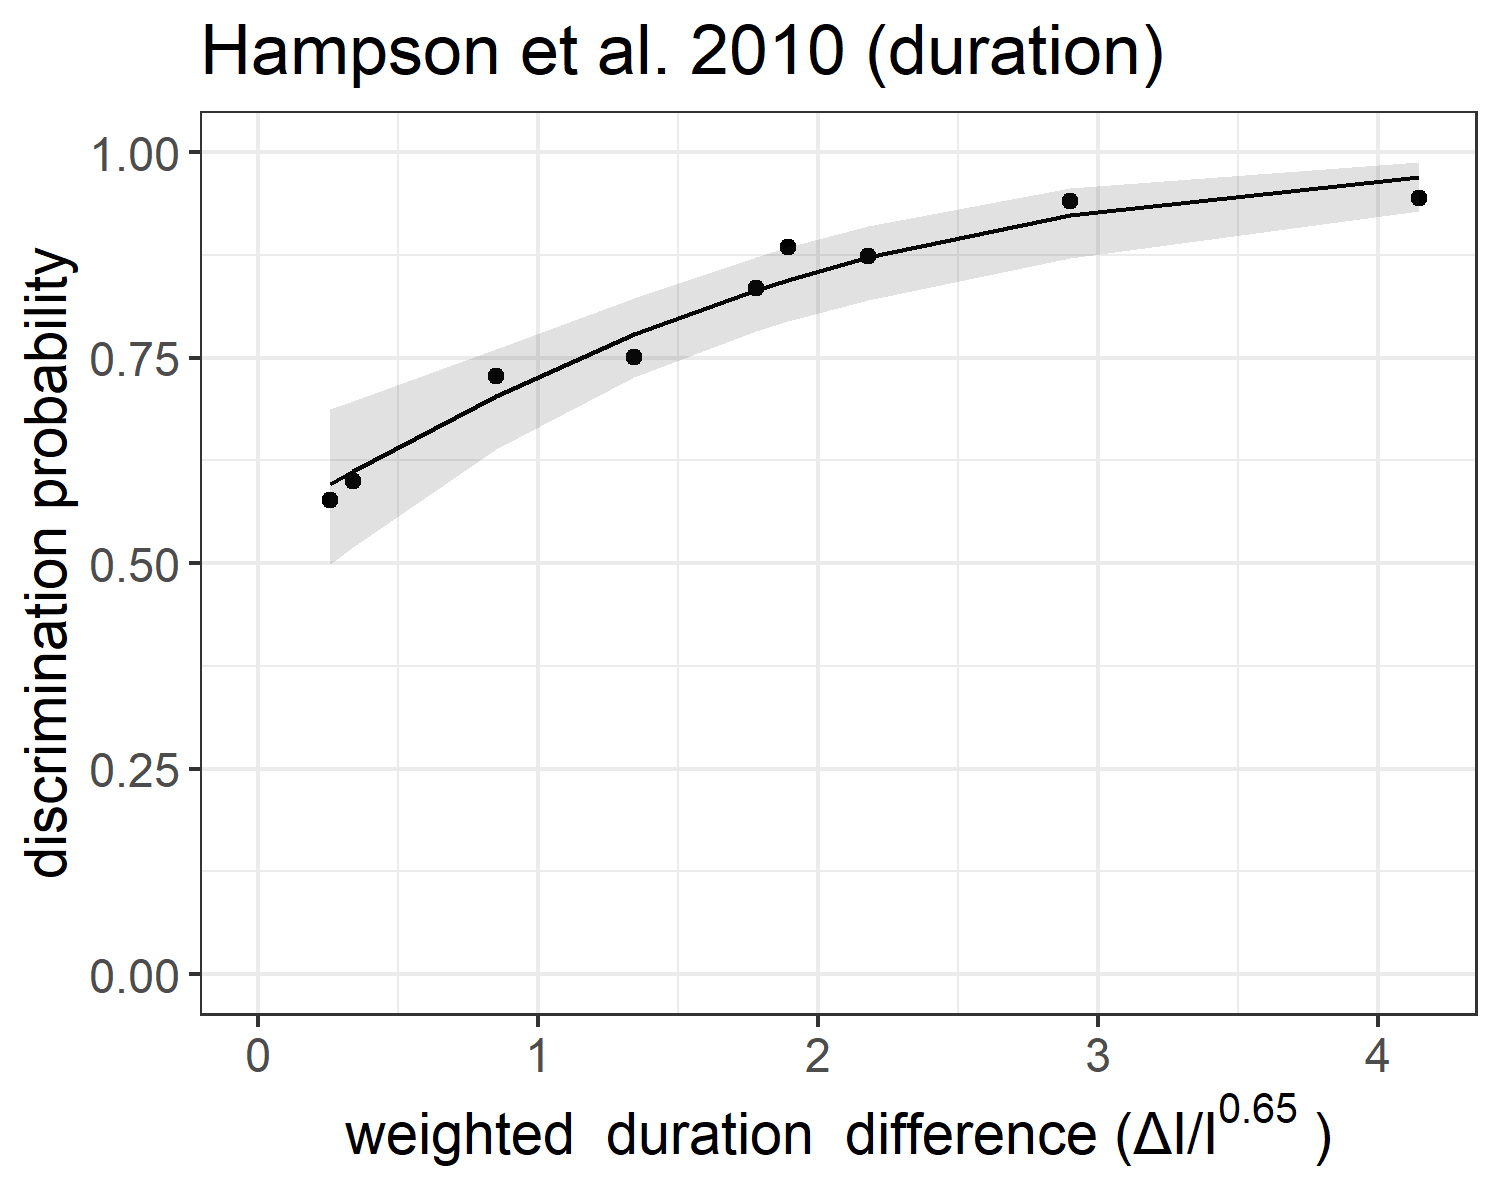 Hampson et al. 2010 (duration)
discrimination probability
1.00
0.75
0.50
0.25
0.00
0 1 2 3 4
weighted duration difference (ΔI/I^0.65 )